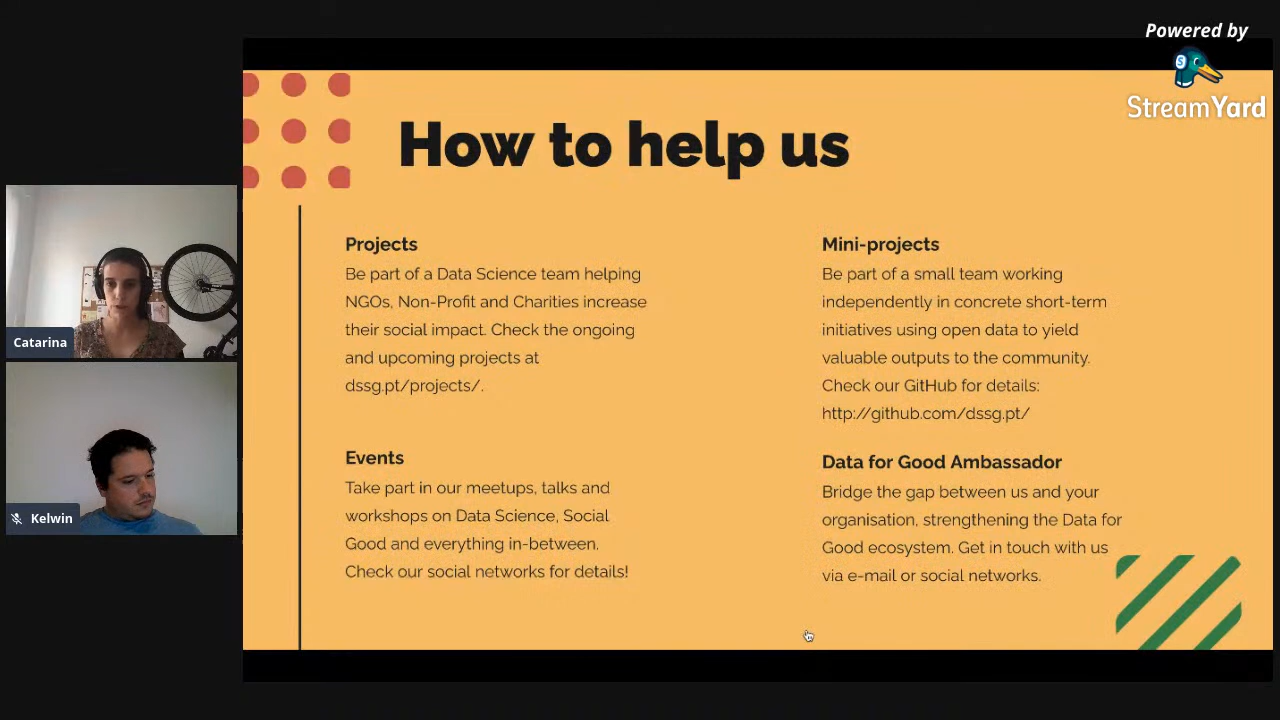 Powered by
StreamYard
How to help us
Projects
Be part of a Data Science team helping
NGOs, Non-Profit and Charities increase
their social impact. Check the ongoing
and upcoming projects at
dssg.pt/projects/.
Mini-projects
Be part of a small team working
independently in concrete short-term
initiatives using open data to yield
valuable outputs to the community.
Check our GitHub for details:
http://github.com/dssg.pt/
Events
Take part in our meetups, talks and
workshops on Data Science, Social
Good and everything in-between.
Check our social networks for details!
Data for Good Ambassador
Bridge the gap between us and your
organisation, strengthening the Data for
Good ecosystem. Get in touch with us
via e-mail or social networks.
Catarina
Kelwin